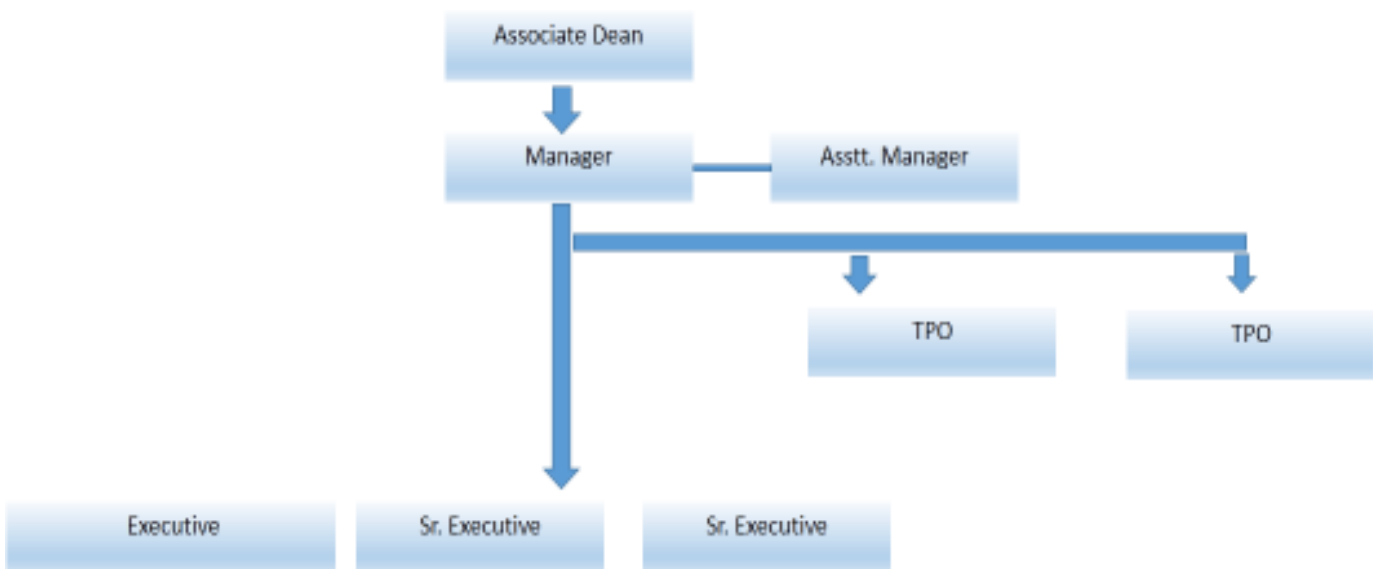 Associate Dean
Manager
Asstt. Manager
TPO
TPO
Executive
Sr. Executive
Sr. Executive